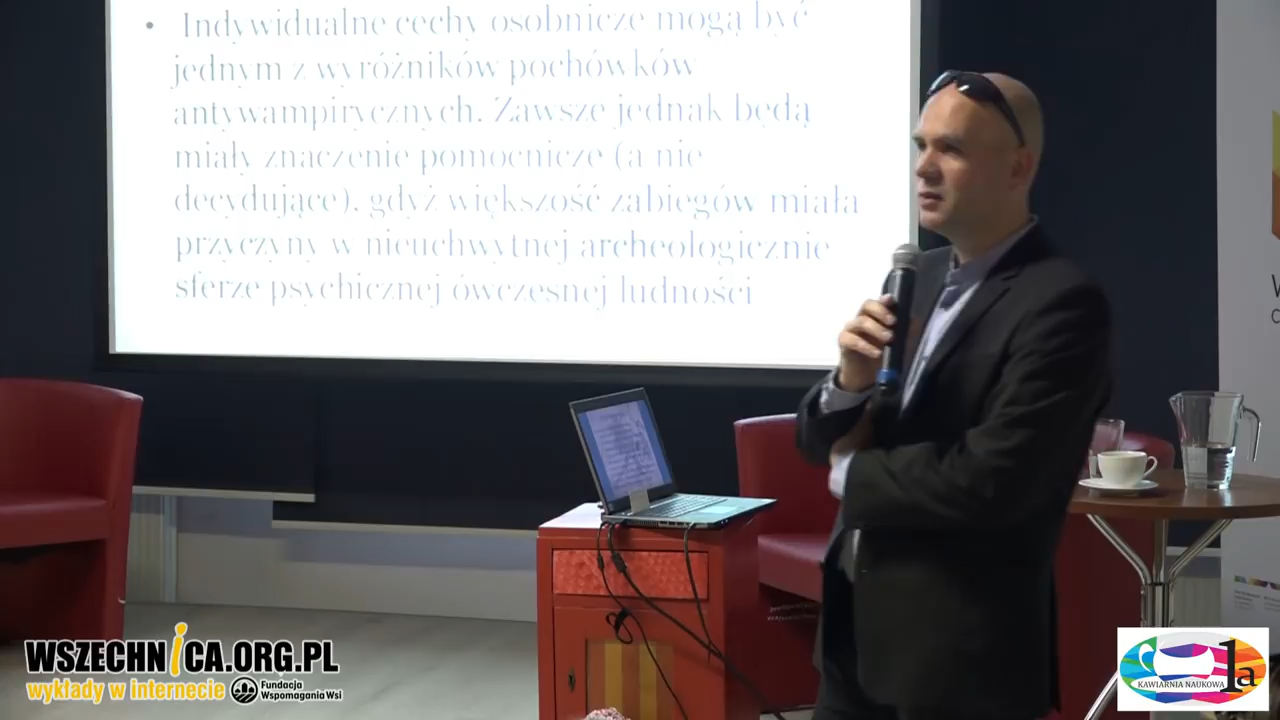 • Indywidualne cechy osobnicze mogą być
jednym z wyróżników pochówków
antywampirycznych. Zawsze jednak będą
miały znaczenie pomocnicze (a nie
decydujące), gdyż większość zabiegów miała
przyczyny w nieuchwytnej archeologicznie
sferze psychicznej ówczesnej ludności
WSZECHNICA.ORG.PL
wykłady w internecie
Fundacja
Wspomagania Wsi
KAWIARNIA NAUKOWA
1a